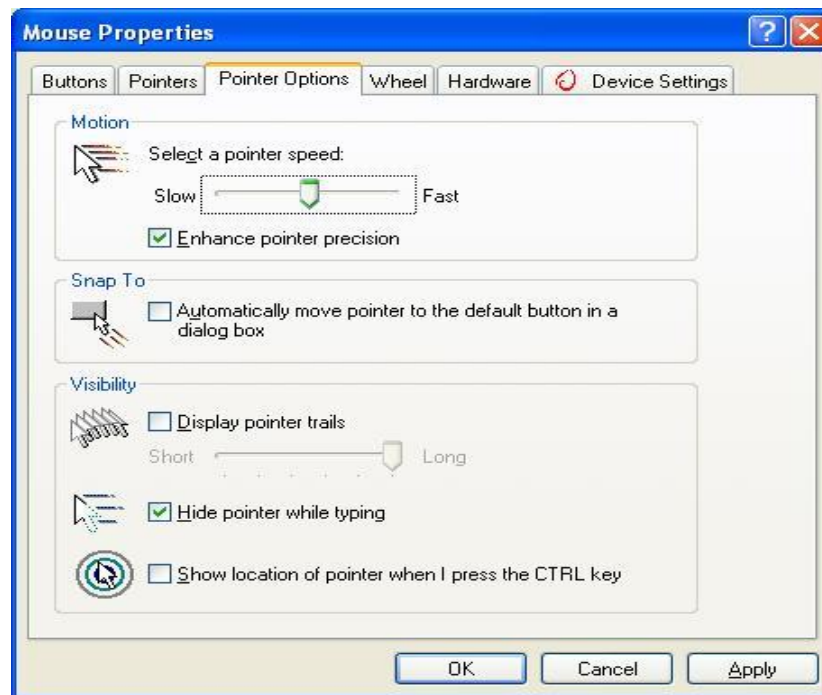 Mouse Properties
Buttons Pointers Pointer Options Wheel Hardware Device Settings
Motion
Select a pointer speed:
Slow Fast
Enhance pointer precision
Snap To
Automatically move pointer to the default button in a
dialog box
Visibility
Display pointer trails
Short Long
Hide pointer while typing
Show location of pointer when I press the CTRL key
OK Cancel Apply